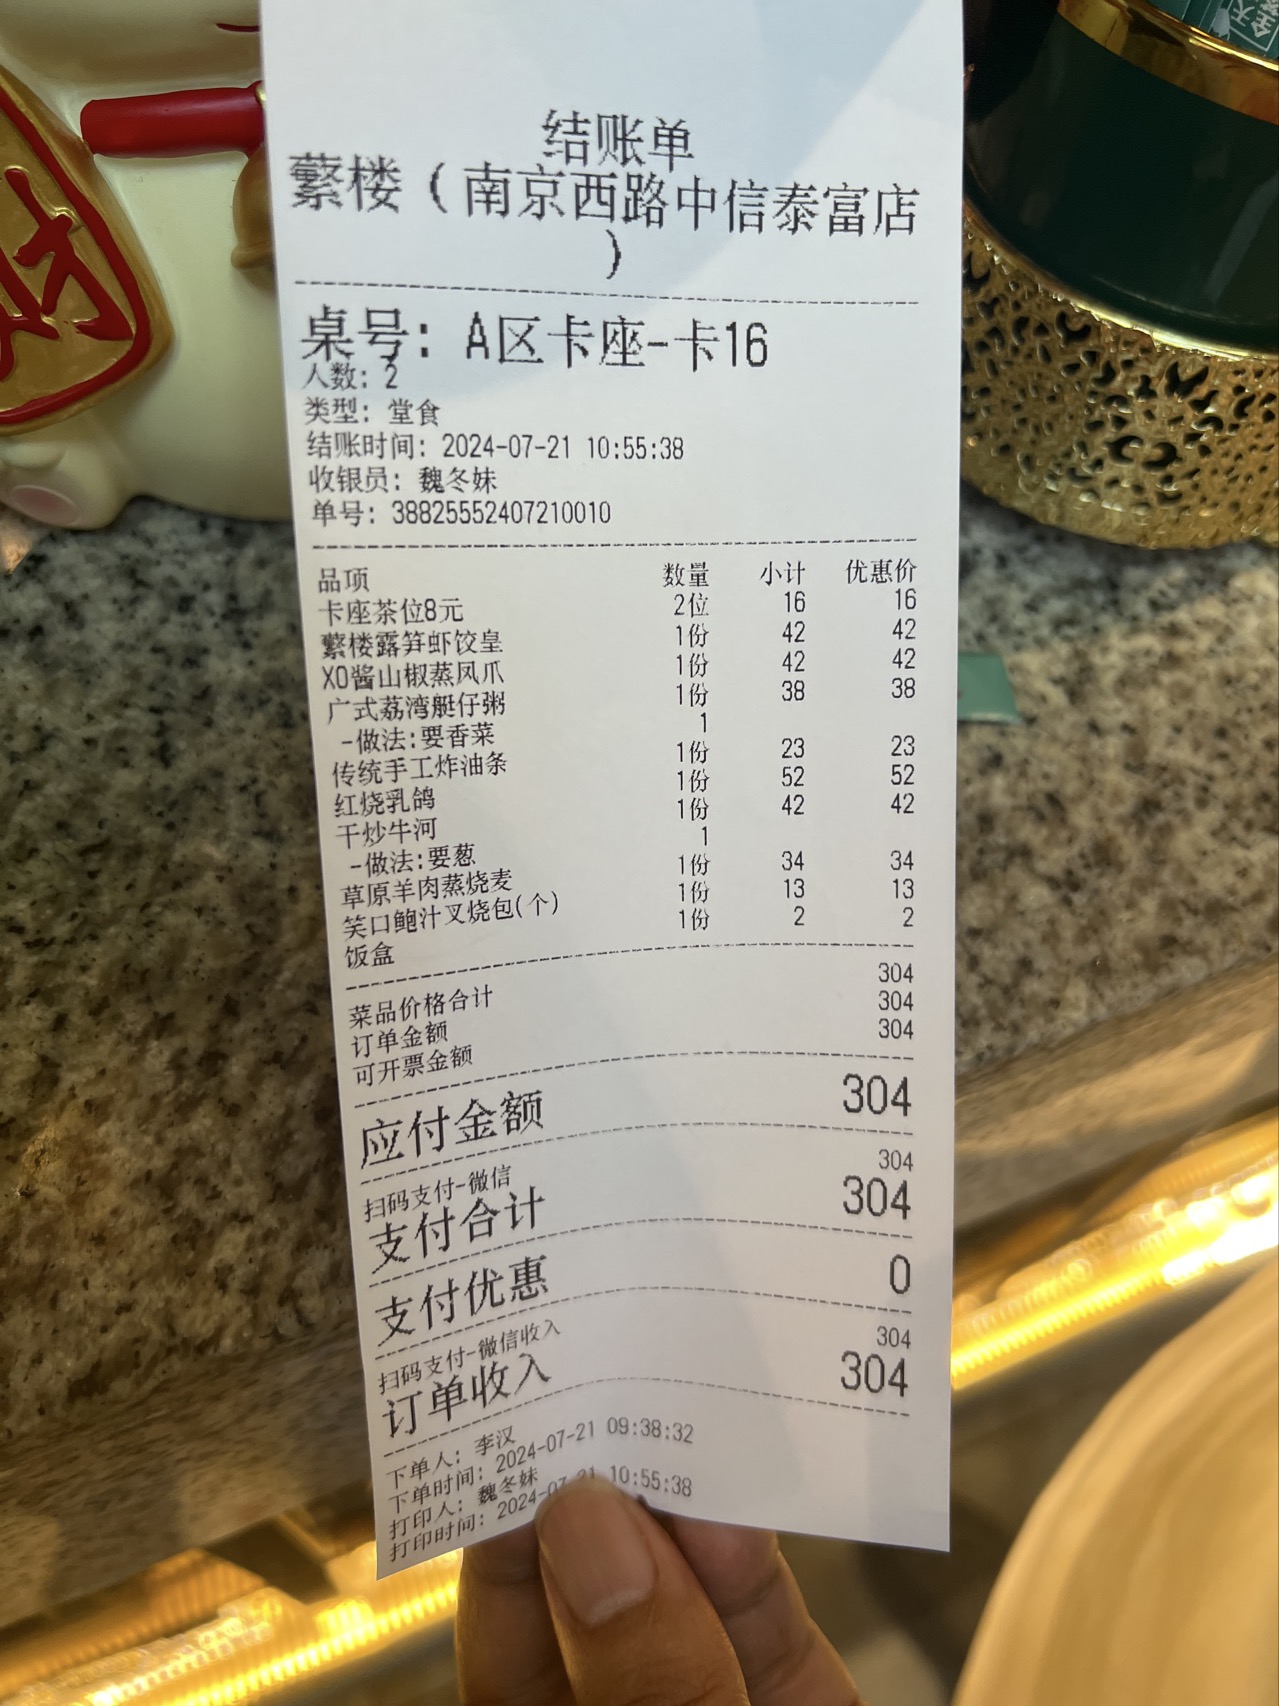 结账单
蘩楼（南京西路中信泰富店
）
桌号：A区卡座-卡16
人数：2
类型：堂食
结账时间：2024-07-21 10:55:38
收银员：魏冬妹
单号：38825552407210010
品项 数量 小计 优惠价
卡座茶位8元 2位 16 16
蘩楼露笋虾饺皇 1份 42 42
XO酱山椒蒸凤爪 1份 42 42
广式荔湾艇仔粥 1份 38 38
-做法:要香菜 1
传统手工炸油条 1份 23 23
红烧乳鸽 1份 52 52
干炒牛河 1份 42 42
-做法:要葱 1
草原羊肉蒸烧麦 1份 34 34
笑口鲍汁叉烧包(个) 1份 13 13
饭盒 1份 2 2
菜品价格合计 304
订单金额 304
可开票金额 304
应付金额 304
扫码支付-微信 304
支付合计 304
支付优惠 0
扫码支付-微信收入 304
订单收入 304
下单人：李汉
下单时间：2024-07-21 09:38:32
打印人：魏冬妹
打印时间：2024-07-21 10:55:38
财